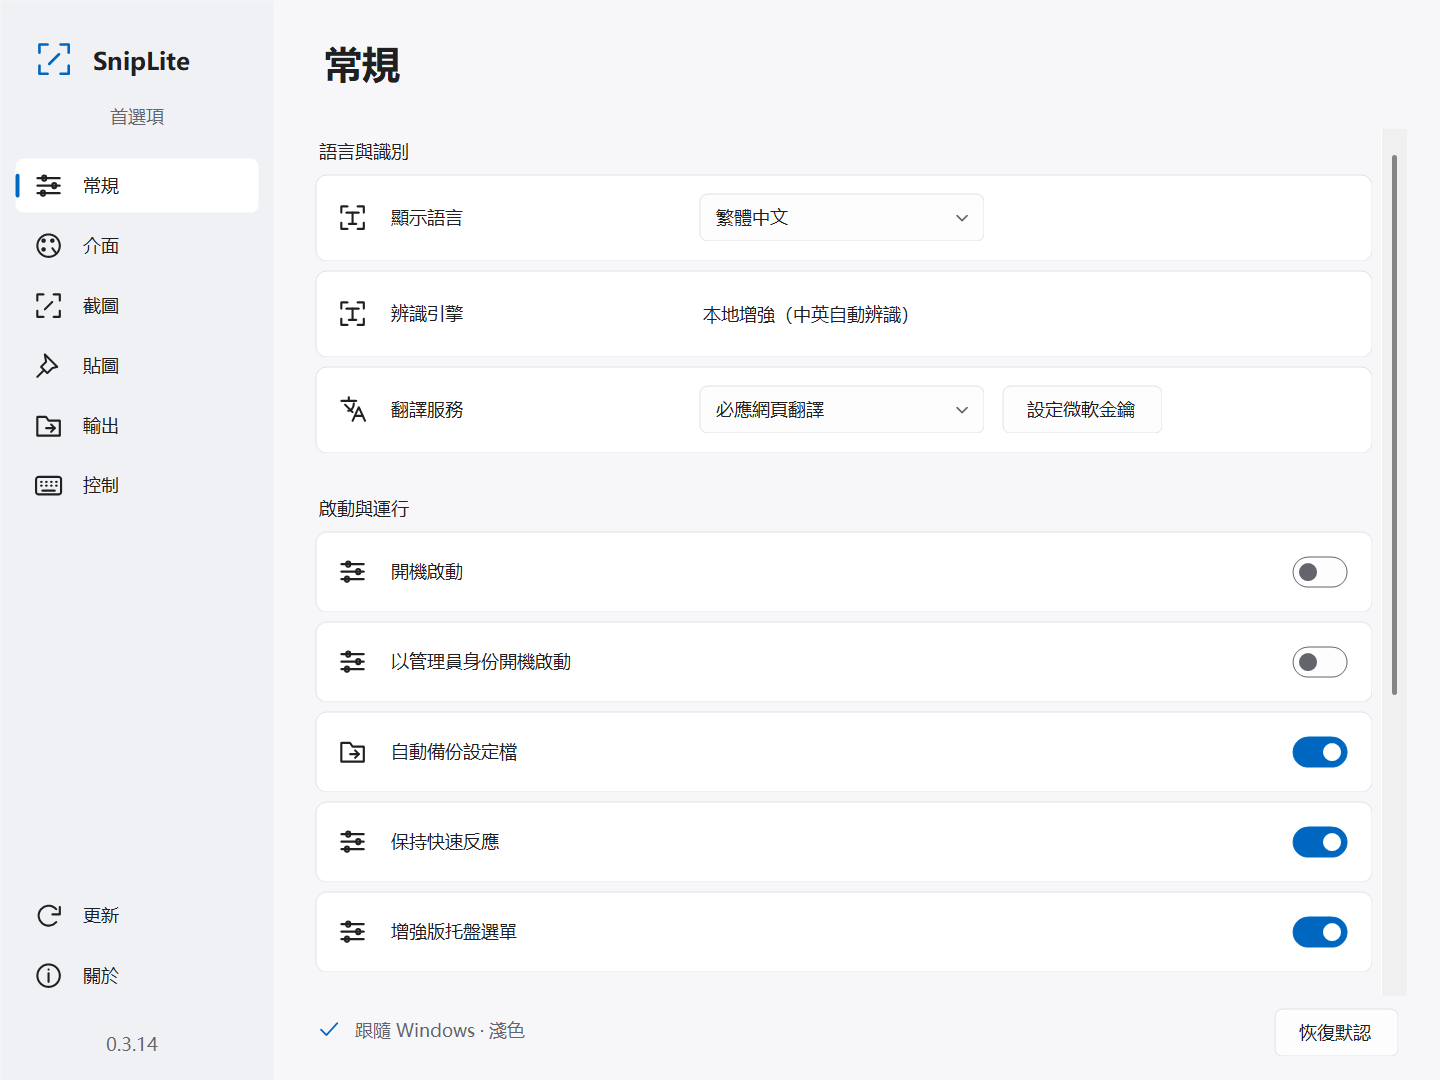 SnipLite
首選項
常規
介面
截圖
貼圖
輸出
控制
更新
關於
0.3.14
常規
語言與識別
顯示語言
繁體中文
辨識引擎
本地增強（中英自動辨識）
翻譯服務
必應網頁翻譯
設定微軟金鑰
啟動與運行
開機啟動
以管理員身份開機啟動
自動備份設定檔
保持快速反應
增強版托盤選單
跟隨 Windows · 淺色
恢復默認